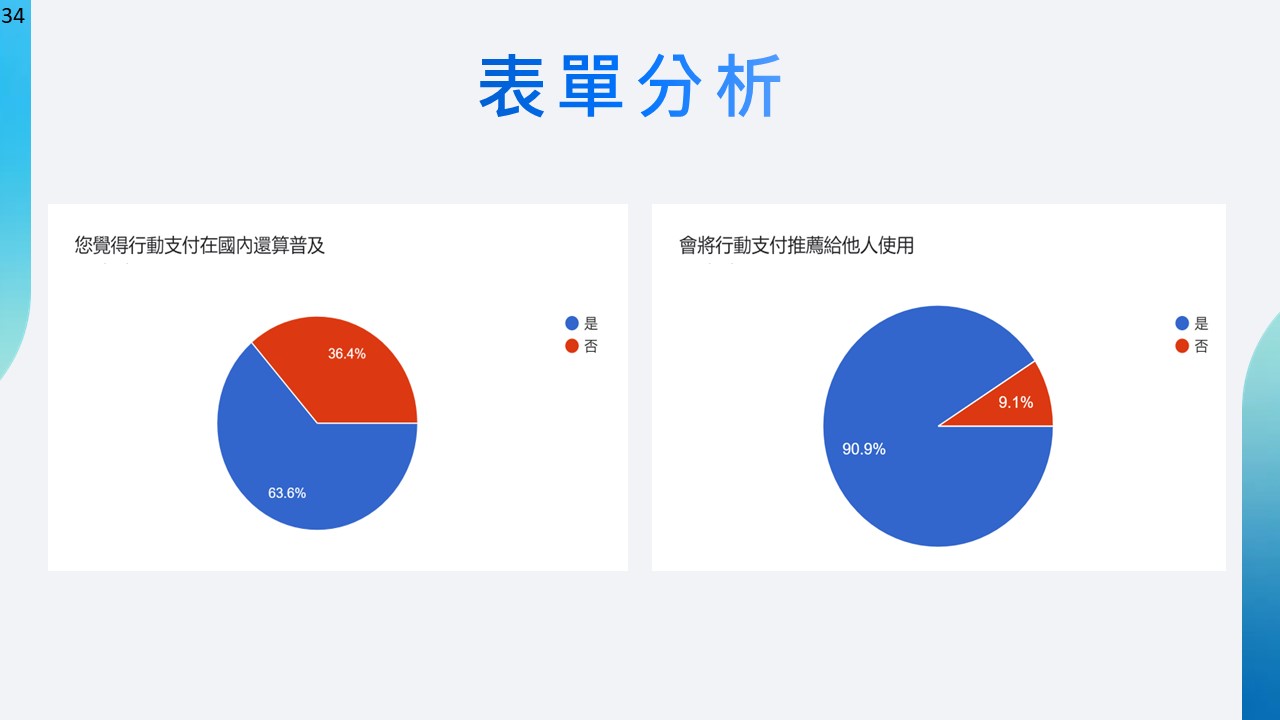 34
表單分析
您覺得行動支付在國內還算普及
是
否
36.4%
63.6%
會將行動支付推薦給他人使用
是
否
9.1%
90.9%